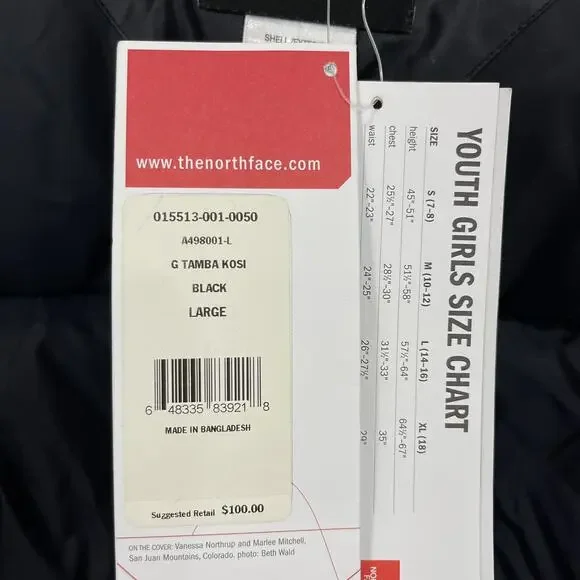 SHELL
www.thenorthface.com
015513-001-0050
A498001-L
G TAMBA KOSI
BLACK
LARGE
6 48335 83921 8
MADE IN BANGLADESH
Suggested Retail $100.00
ON THE COVER: Vanessa Northrup and Marlee Mitchell,
San Juan Mountains, Colorado. photo: Beth Wald
YOUTH GIRLS SIZE CHART
SIZE S (7–8) M (10–12) L (14–16) XL (18)
height 45"-51" 51½"-58" 57½"-64" 64½"-67"
chest 25½"-27" 28½"-30" 31½"-33" 35"
waist 22"-23" 24"-25" 26"-27½" 29"